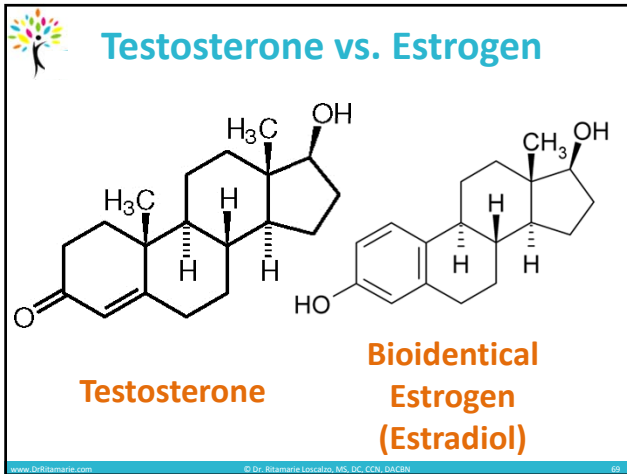 Testosterone vs. Estrogen
OH
H₃C
H₃C
H
H
H
O
CH₃
OH
H
H
H
HO
Testosterone
Bioidentical
Estrogen
(Estradiol)
www.DrRitamarie.com © Dr. Ritamarie Loscalzo, MS, DC, CCN, DACBN 69